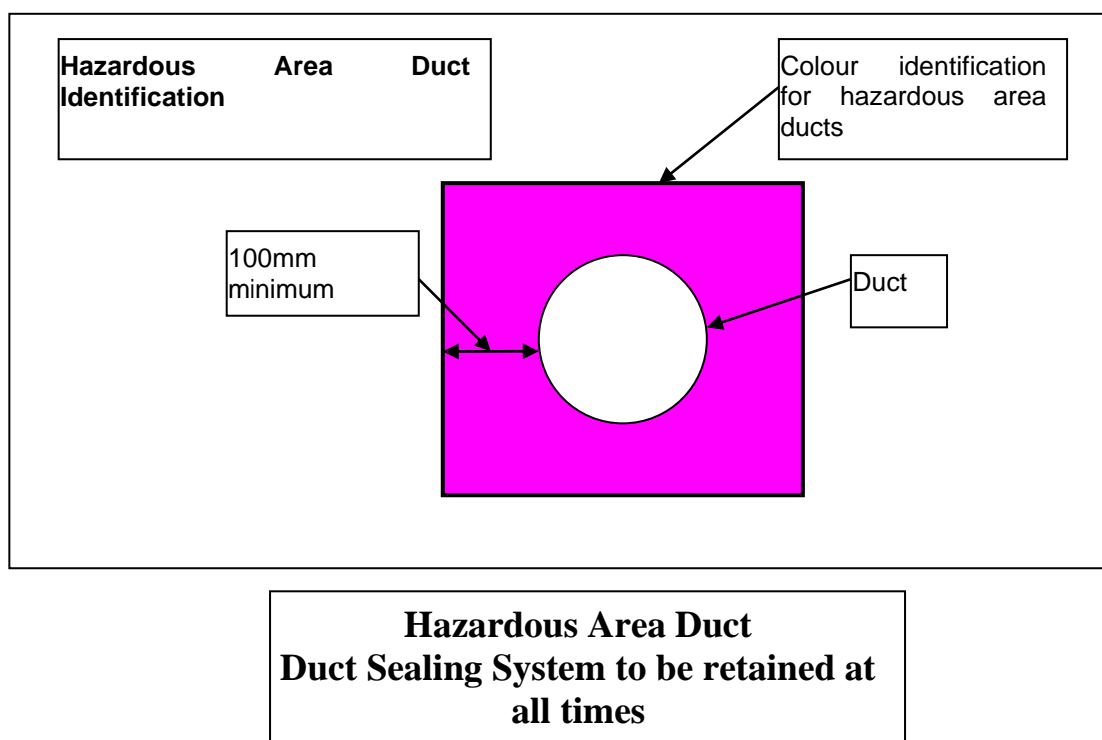 Hazardous Area Duct
Identification
Colour identification
for hazardous area
ducts
100mm
minimum
Duct
Hazardous Area Duct
Duct Sealing System to be retained at
all times